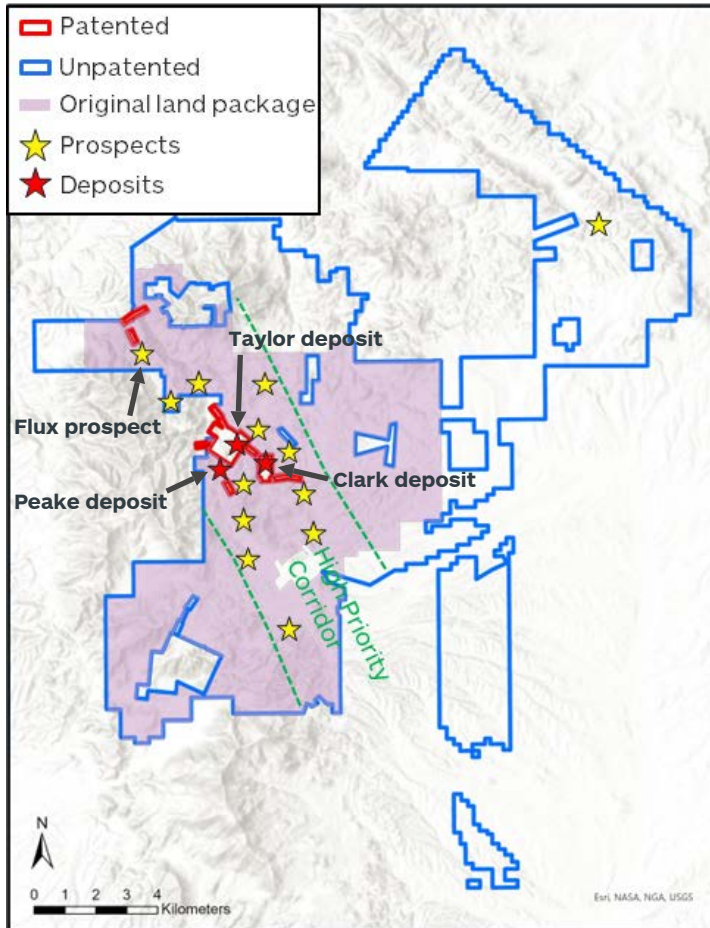 Patented
Unpatented
Original land package
Prospects
Deposits
Taylor deposit
Flux prospect
Clark deposit
Peake deposit
High Priority
Corridor
N
0 1 2 3 4
Kilometers
Esri, NASA, NGA, USGS